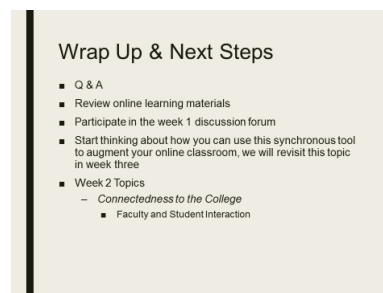 Wrap Up & Next Steps
Q & A
Review online learning materials
Participate in the week 1 discussion forum
Start thinking about how you can use this synchronous tool
to augment your online classroom, we will revisit this topic
in week three
Week 2 Topics
– Connectedness to the College
Faculty and Student Interaction